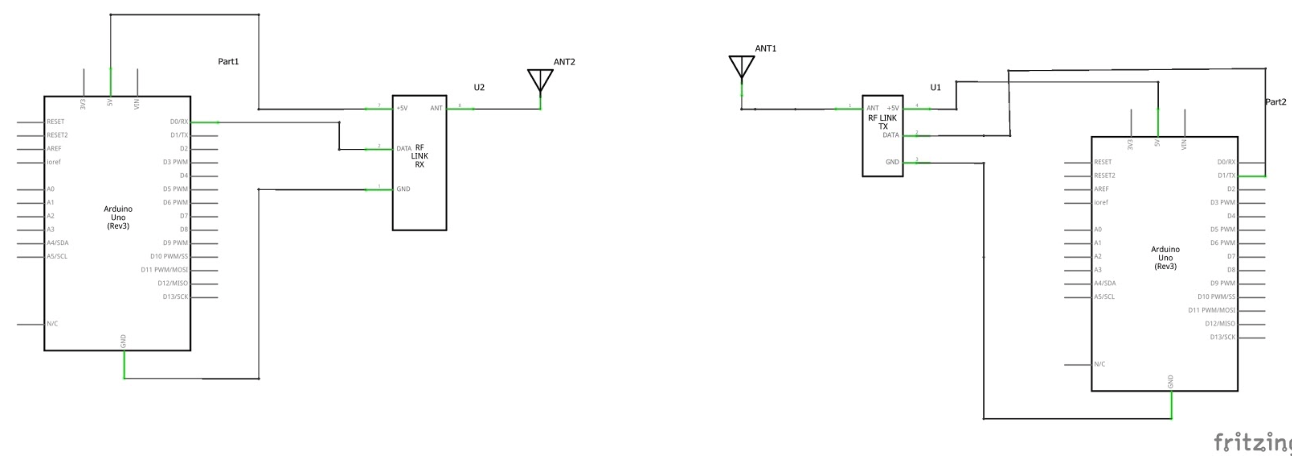 Part1
ANT2
U2
3V3
5V
VIN
RESET
RESET2
AREF
ioref
A0
A1
A2
A3
A4/SDA
A5/SCL
N/C
Arduino
Uno
(Rev3)
D0/RX
D1/TX
D2
D3 PWM
D4
D5 PWM
D6 PWM
D7
D8
D9 PWM
D10 PWM/SS
D11 PWM/MOSI
D12/MISO
D13/SCK
GND
+5V
ANT
DATA
RF
LINK
RX
GND
ANT1
U1
ANT
+5V
RF LINK
TX
DATA
GND
Part2
3V3
5V
VIN
RESET
RESET2
AREF
ioref
A0
A1
A2
A3
A4/SDA
A5/SCL
N/C
Arduino
Uno
(Rev3)
D0/RX
D1/TX
D2
D3 PWM
D4
D5 PWM
D6 PWM
D7
D8
D9 PWM
D10 PWM/SS
D11 PWM/MOSI
D12/MISO
D13/SCK
GND
fritzing